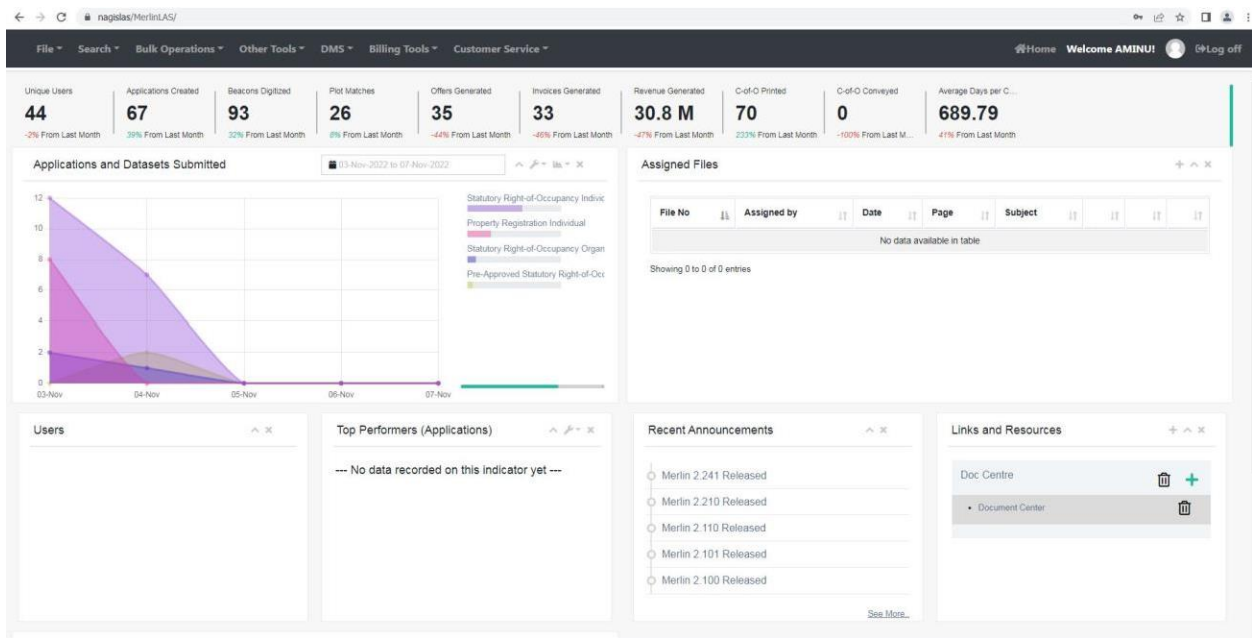 nagislas/MerlinLAS/
File Search Bulk Operations Other Tools DMS Billing Tools Customer Service Home Welcome AMINU! Log off
Unique Users
44
-2% From Last Month
Applications Created
67
39% From Last Month
Beacons Digitized
93
32% From Last Month
Plot Matches
26
8% From Last Month
Offers Generated
35
-44% From Last Month
Invoices Generated
33
-46% From Last Month
Revenue Generated
30.8 M
-47% From Last Month
C-of-O Printed
70
233% From Last Month
C-of-O Conveyed
0
-100% From Last M...
Average Days per C...
689.79
41% From Last Month
Applications and Datasets Submitted
03-Nov-2022 to 07-Nov-2022
12
10
8
6
4
2
0
03-Nov 04-Nov 05-Nov 06-Nov 07-Nov
Statutory Right-of-Occupancy Indivic
Property Registration Individual
Statutory Right-of-Occupancy Organ
Pre-Approved Statutory Right-of-Occ
Assigned Files
File No Assigned by Date Page Subject
No data available in table
Showing 0 to 0 of 0 entries
Users
Top Performers (Applications)
--- No data recorded on this indicator yet ---
Recent Announcements
Merlin 2.241 Released
Merlin 2.210 Released
Merlin 2.110 Released
Merlin 2.101 Released
Merlin 2.100 Released
See More..
Links and Resources
Doc Centre
Document Center